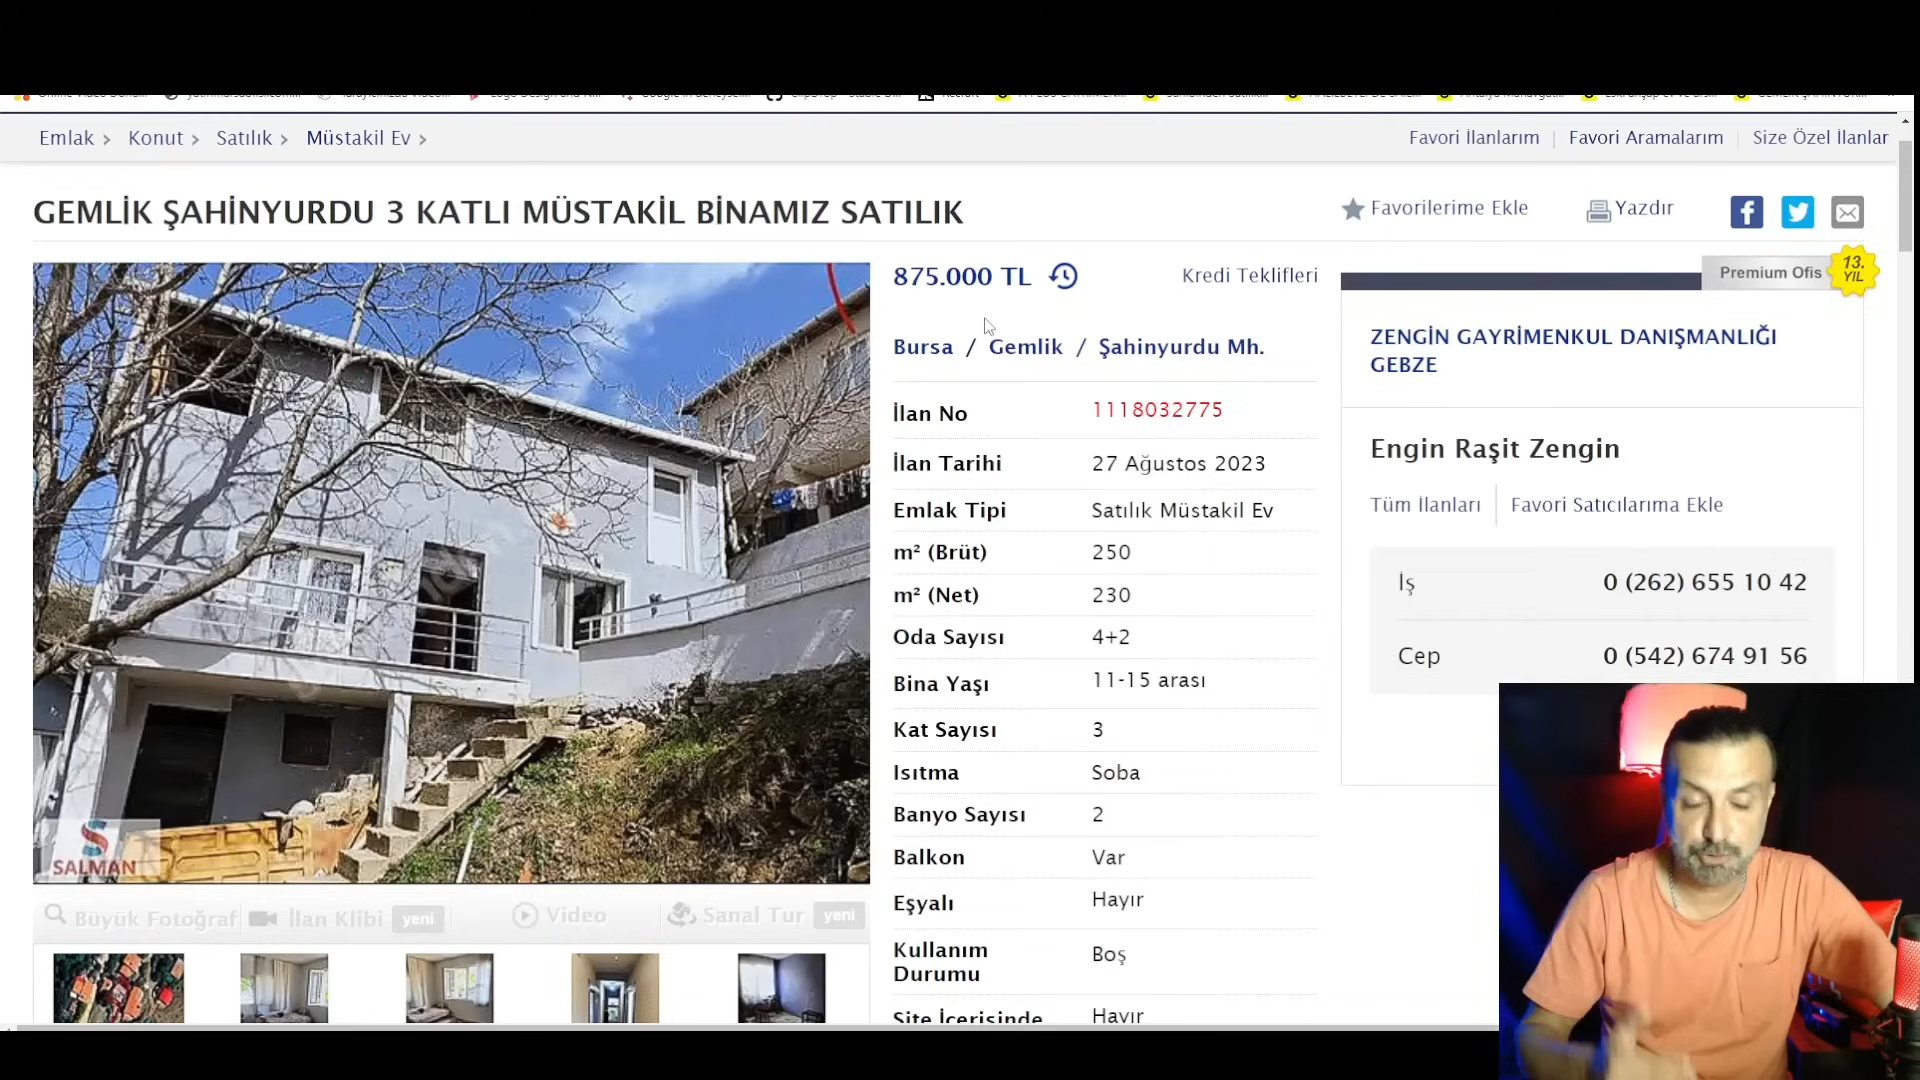 Emlak > Konut > Satılık > Müstakil Ev >
Favori İlanlarım | Favori Aramalarım | Size Özel İlanlar
GEMLİK ŞAHİNYURDU 3 KATLI MÜSTAKİL BİNAMIZ SATILIK
Favorilerime Ekle
Yazdır
875.000 TL
Kredi Teklifleri
Bursa / Gemlik / Şahinyurdu Mh.
İlan No 1118032775
İlan Tarihi 27 Ağustos 2023
Emlak Tipi Satılık Müstakil Ev
m² (Brüt) 250
m² (Net) 230
Oda Sayısı 4+2
Bina Yaşı 11-15 arası
Kat Sayısı 3
Isıtma Soba
Banyo Sayısı 2
Balkon Var
Eşyalı Hayır
Kullanım Durumu Boş
Site İçerisinde Hayır
Premium Ofis
13.
YIL
ZENGİN GAYRİMENKUL DANIŞMANLIĞI
GEBZE
Engin Raşit Zengin
Tüm İlanları | Favori Satıcılarıma Ekle
İş 0 (262) 655 10 42
Cep 0 (542) 674 91 56
SALMAN
Büyük Fotoğraf
İlan Klibi yeni
Video
Sanal Tur yeni